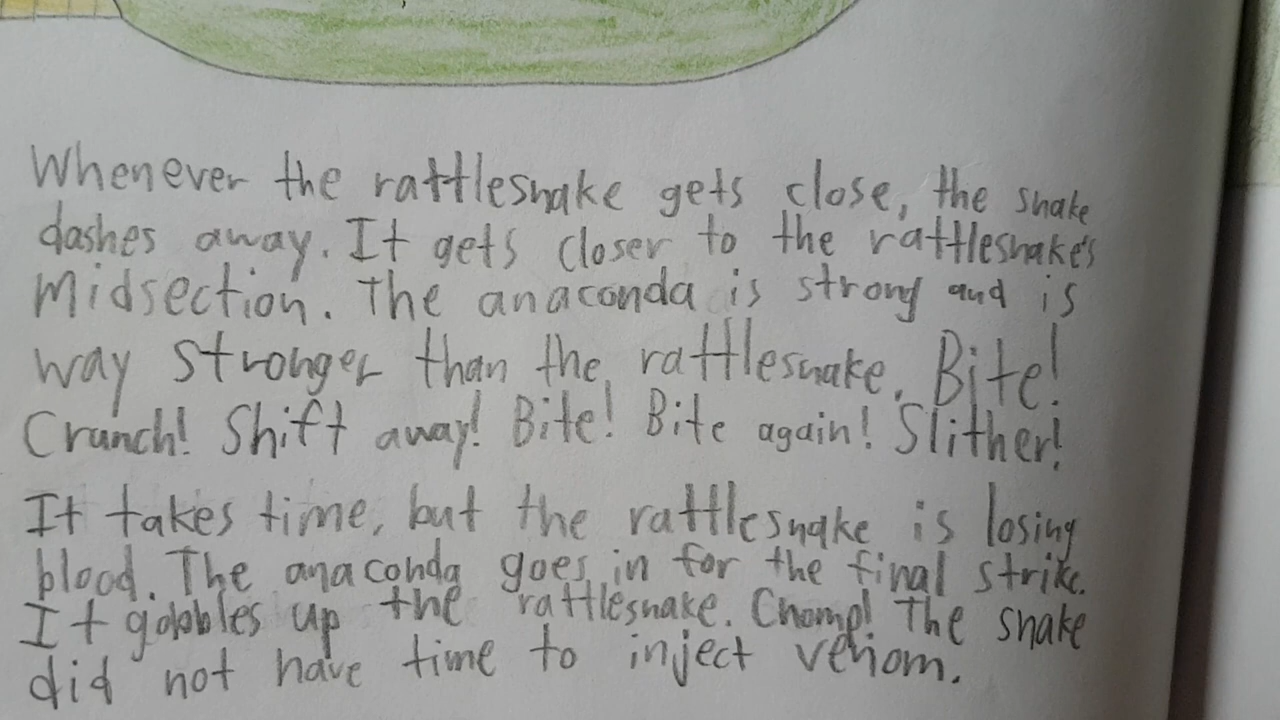 Whenever the rattlesnake gets close, the snake
dashes away. It gets closer to the rattlesnake's
midsection. The anaconda is strong and is
way stronger than the rattlesnake. Bite!
Crunch! Shift away! Bite! Bite again! Slither!
It takes time, but the rattlesnake is losing
blood. The anaconda goes in for the final strike.
It gobbles up the rattlesnake. Chomp! The snake
did not have time to inject venom.